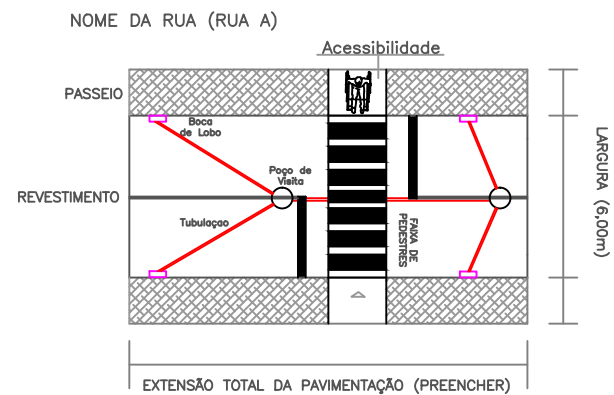 NOME DA RUA (RUA A)
Acessibilidade
PASSEIO
Boca
de Lobo
Poço de
Visita
REVESTIMENTO
Tubulaçao
FAIXA DE
PEDESTRES
LARGURA (6,00m)
EXTENSÃO TOTAL DA PAVIMENTAÇÃO (PREENCHER)